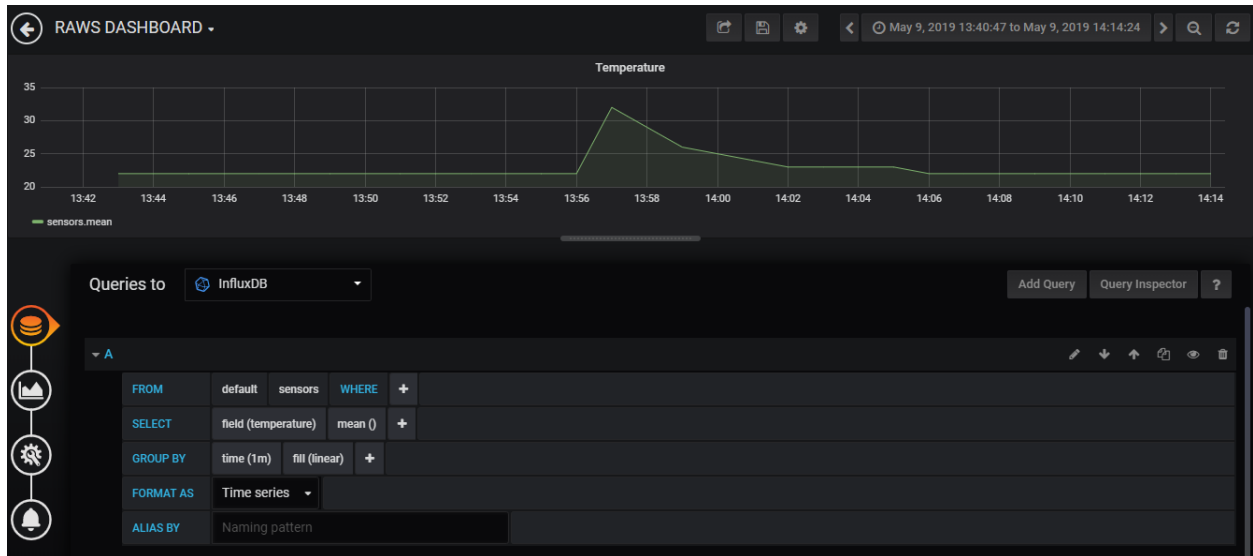 RAWS DASHBOARD
May 9, 2019 13:40:47 to May 9, 2019 14:14:24
Temperature
35
30
25
20
13:42 13:44 13:46 13:48 13:50 13:52 13:54 13:56 13:58 14:00 14:02 14:04 14:06 14:08 14:10 14:12 14:14
sensors.mean
Queries to InfluxDB Add Query Query Inspector ?
A
FROM default sensors WHERE +
SELECT field (temperature) mean () +
GROUP BY time (1m) fill (linear) +
FORMAT AS Time series
ALIAS BY Naming pattern